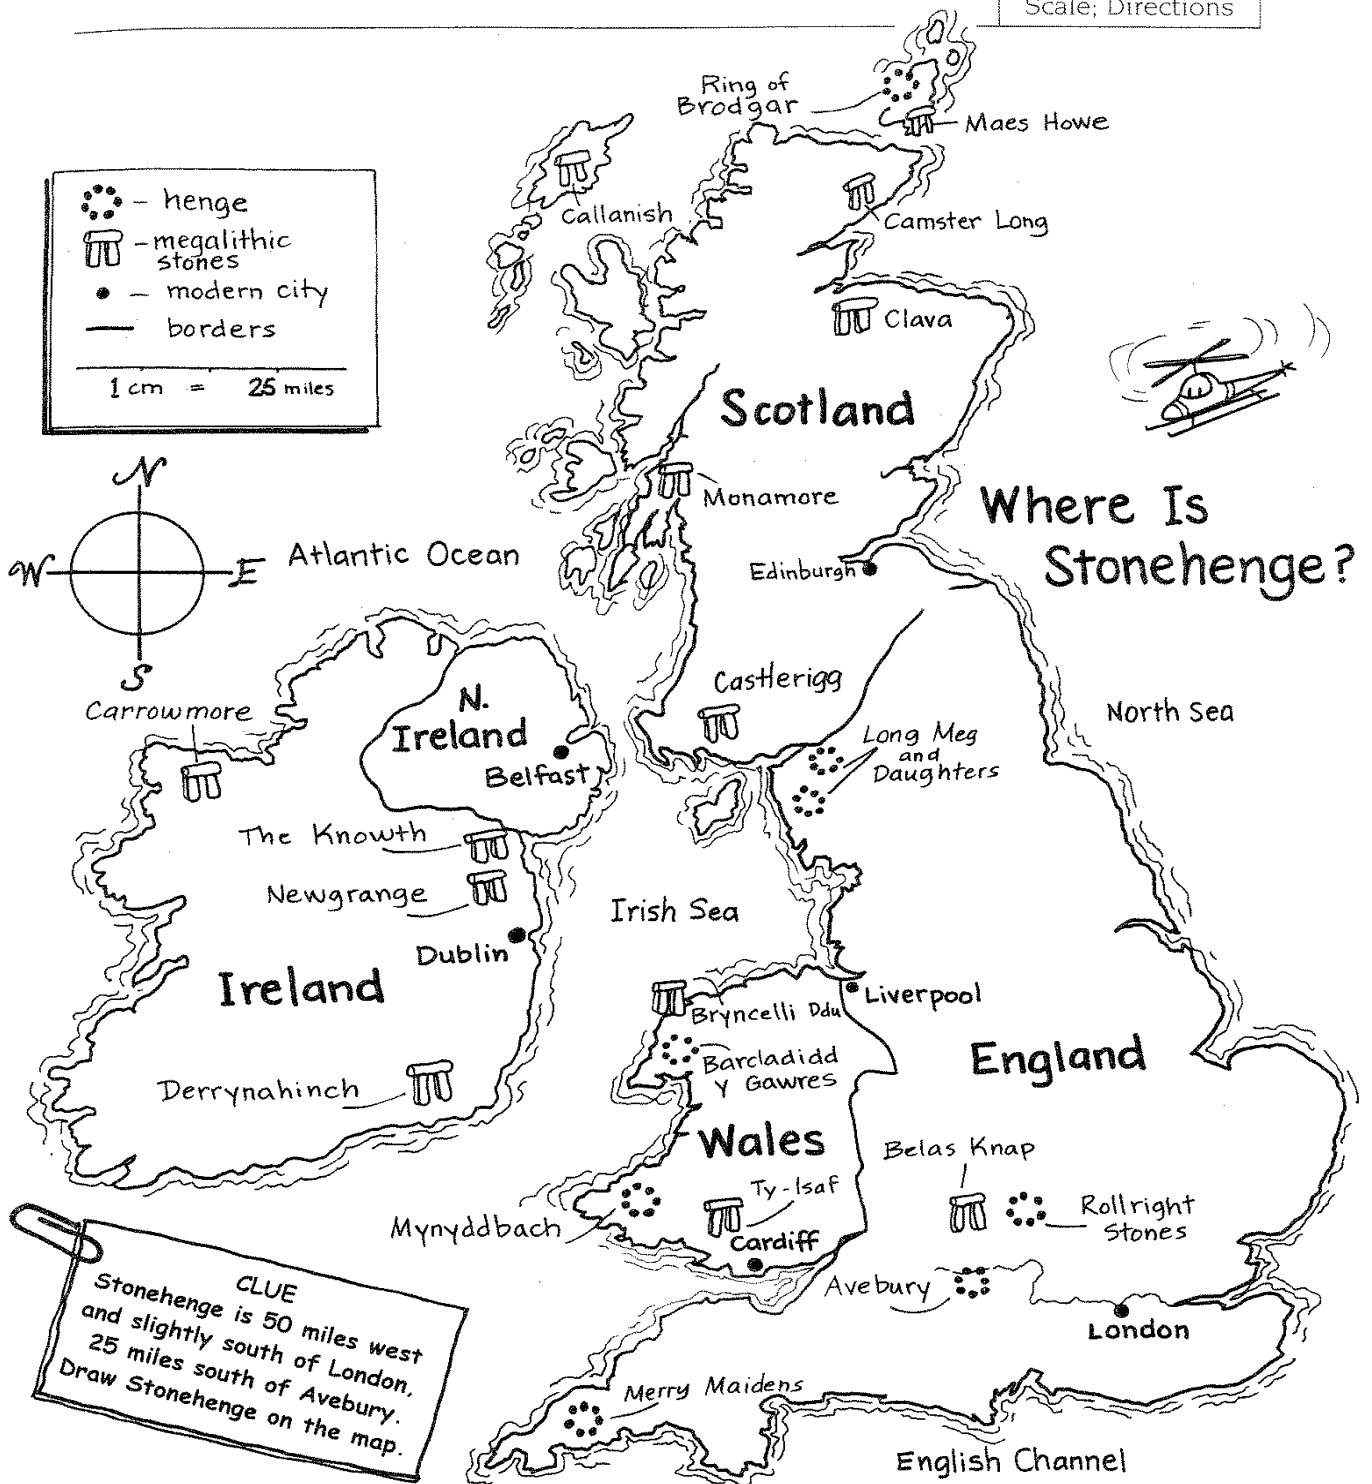 Scale; Directions
Ring of
Brodgar
Maes Howe
Callanish
Camster Long
Clava
- henge
- megalithic
stones
- modern city
borders
1 cm = 25 miles
Scotland
Monamore
Where Is
Stonehenge?
N
W
E
S
Atlantic Ocean
Edinburgh
Castlerigg
Carrowmore
N.
Ireland
Belfast
Long Meg
and
Daughters
North Sea
The Knowth
Newgrange
Irish Sea
Dublin
Ireland
Liverpool
Bryncelli Ddu
Barcladidd
y Gawres
England
Derrynahinch
Wales
Belas Knap
Ty-Isaf
Mynyddbach
Rollright
Stones
Cardiff
Avebury
London
CLUE
Stonehenge is 50 miles west
and slightly south of London,
25 miles south of Avebury.
Draw Stonehenge on the map.
Merry Maidens
English Channel